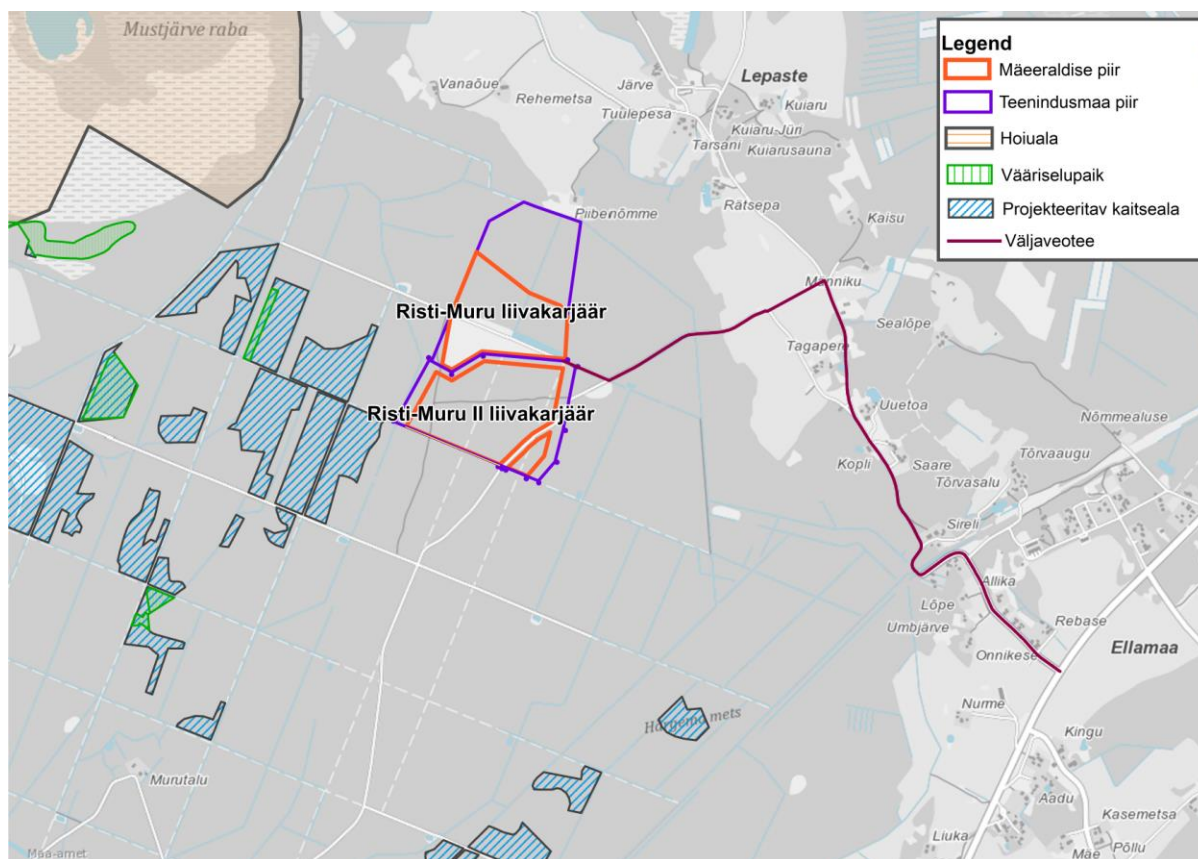 Mustjärve raba
Vanaõue
Rehemetsa
Järve
Lepaste
Kuiaru
Tuulepesa
Kuiaru-Jüri
Kuiarusauna
Tarsani
Rätsepa
Piibenõmme
Kaisu
Legend
Mäeeraldise piir
Teenindusmaa piir
Hoiuala
Vääriselupaik
Projekteeritav kaitseala
Väljaveotee
Männiku
Risti-Muru liivakarjäär
Sealõpe
Tagapere
Risti-Muru II liivakarjäär
Uuetoa
Nõmmealuse
Kopli
Saare
Tõrvaaugu
Tõrvasalu
Sireli
Allika
Lõpe
Umbjärve
Rebase
Onnikese
Ellamaa
Nurme
Härgema mets
Kingu
Murutalu
Aadu
Kasemetsa
Liuka
Mäe
Põllu
Maa-amet